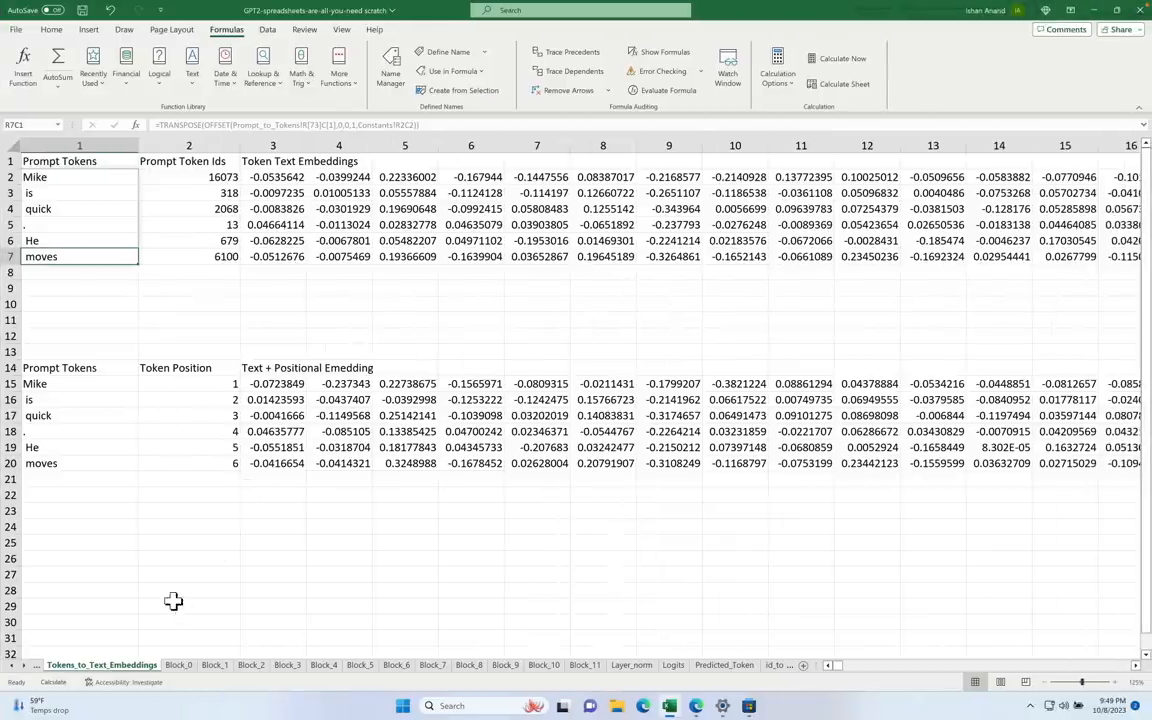 AutoSave Off GPT2-spreadsheets-are-all-you-need scratch Search Ishan Anand IA
File Home Insert Draw Page Layout Formulas Data Review View Help Comments Share
Insert Function AutoSum Recently Used Financial Logical Text Date & Time Lookup & Reference Math & Trig More Functions Name Manager Define Name Use in Formula Create from Selection Trace Precedents Trace Dependents Remove Arrows Show Formulas Error Checking Evaluate Formula Watch Window Calculation Options Calculate Now Calculate Sheet
Function Library Defined Names Formula Auditing Calculation
R7C1 =TRANSPOSE(OFFSET(Prompt_to_Tokens!R[73]C[1],0,0,1,Constants!R2C2))
1 2 3 4 5 6 7 8 9 10 11 12 13 14 15 16
1 Prompt Tokens Prompt Token Ids Token Text Embeddings
2 Mike 16073 -0.0535642 -0.0399244 0.22336002 -0.167944 -0.1447556 0.08387017 -0.2168577 -0.2140928 0.13772395 0.10025012 -0.0509656 -0.0583882 -0.0770946 -0.10
3 is 318 -0.0097235 0.01005133 0.05557884 -0.1124128 -0.114197 0.12660722 -0.2651107 -0.1186538 -0.0361108 0.05096832 0.0040486 -0.0753268 0.05702734 -0.041
4 quick 2068 -0.0083826 -0.0301929 0.19690648 -0.0992415 0.05808483 0.1255142 -0.343964 0.0056699 0.09639783 0.07254379 -0.0381503 -0.128176 0.05285898 0.0567
5 . 13 0.04664114 -0.0113024 0.02832778 0.04635079 0.03903805 -0.0651892 -0.237793 -0.0276248 -0.0089369 0.05423654 0.02650536 -0.0183138 0.04464085 0.0338
6 He 679 -0.0628225 -0.0067801 0.05482207 0.04971102 -0.1953016 0.01469301 -0.2241214 0.02183576 -0.0672066 -0.0028431 -0.185474 -0.0046237 0.17030545 0.042
7 moves 6100 -0.0512676 -0.0075469 0.19366609 -0.1639904 0.03652867 0.19645189 -0.3264861 -0.1652143 -0.0661089 0.23450236 -0.1692324 0.02954441 0.0267799 -0.115
8
9
10
11
12
13
14 Prompt Tokens Token Position Text + Positional Emedding
15 Mike 1 -0.0723849 -0.237343 0.22738675 -0.1565971 -0.0809315 -0.0211431 -0.1799207 -0.3821224 0.08861294 0.04378884 -0.0534216 -0.0448851 -0.0812657 -0.085
16 is 2 0.01423593 -0.0437407 -0.0392998 -0.1253222 -0.1242475 0.15766723 -0.2141962 0.06617522 0.00749735 0.06949555 -0.0379585 -0.0840952 0.01778117 -0.024
17 quick 3 -0.0041666 -0.1149568 0.25142141 -0.1039098 0.03202019 0.14083831 -0.3174657 0.06491473 0.09101275 0.08698098 -0.006844 -0.1197494 0.03597144 0.0807
18 . 4 0.04635777 -0.085105 0.13385425 0.04700242 0.02346371 -0.0544767 -0.2264214 0.03231859 -0.0221707 0.06286672 0.03430829 -0.0070915 0.04209569 0.0432
19 He 5 -0.0551851 -0.0318704 0.18177843 0.04345733 -0.207683 0.03242477 -0.2150212 0.07397148 -0.0680859 0.0052924 -0.1658449 8.302E-05 0.1632724 0.0513
20 moves 6 -0.0416654 -0.0414321 0.3248988 -0.1678452 0.02628004 0.20791907 -0.3108249 -0.1168797 -0.0753199 0.23442123 -0.1559599 0.03632709 0.02715029 -0.109
21
22
23
24
25
26
27
28
29
30
31
32
... Tokens_to_Text_Embeddings Block_0 Block_1 Block_2 Block_3 Block_4 Block_5 Block_6 Block_7 Block_8 Block_9 Block_10 Block_11 Layer_norm Logits Predicted_Token id_to ...
Ready Calculate Accessibility: Investigate 125%
59°F
Temps drop
Search
9:49 PM
10/8/2023